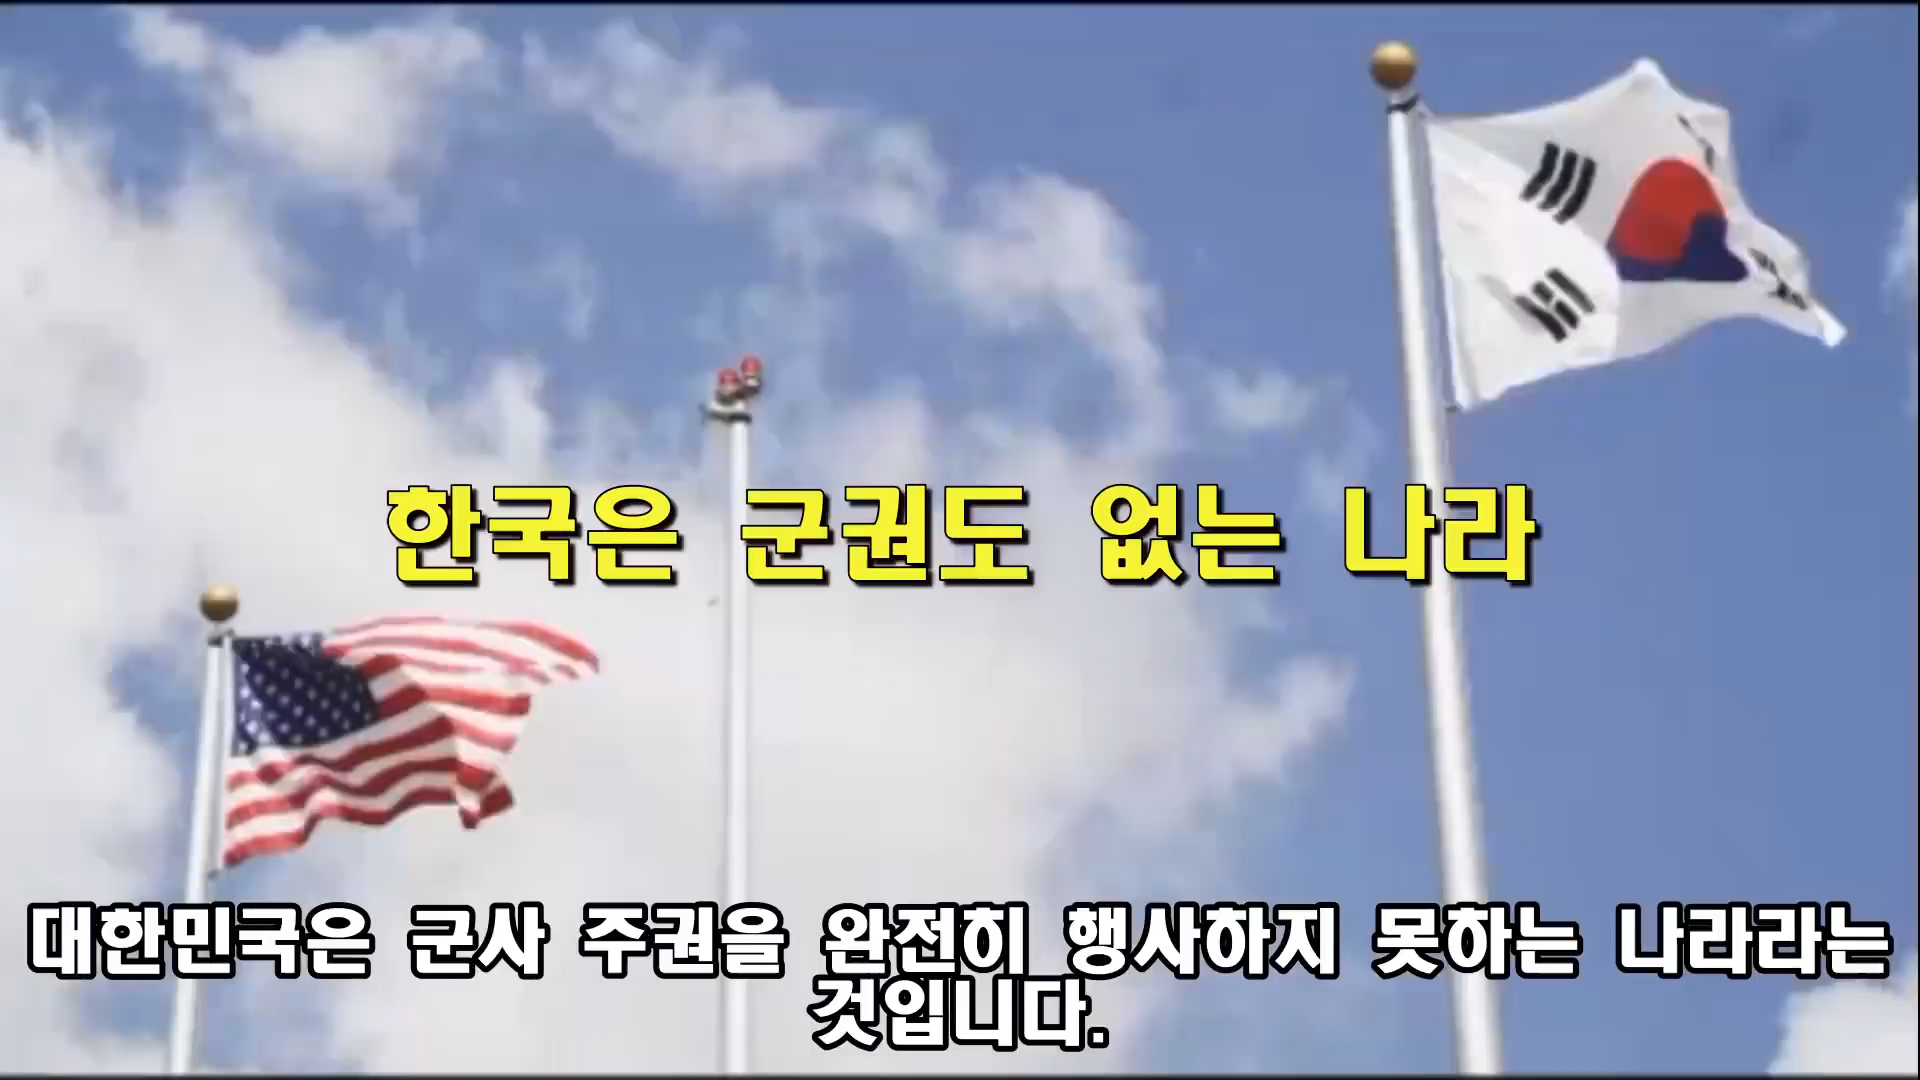 한국은 군권도 없는 나라
대한민국은 군사 주권을 완전히 행사하지 못하는 나라라는
것입니다.